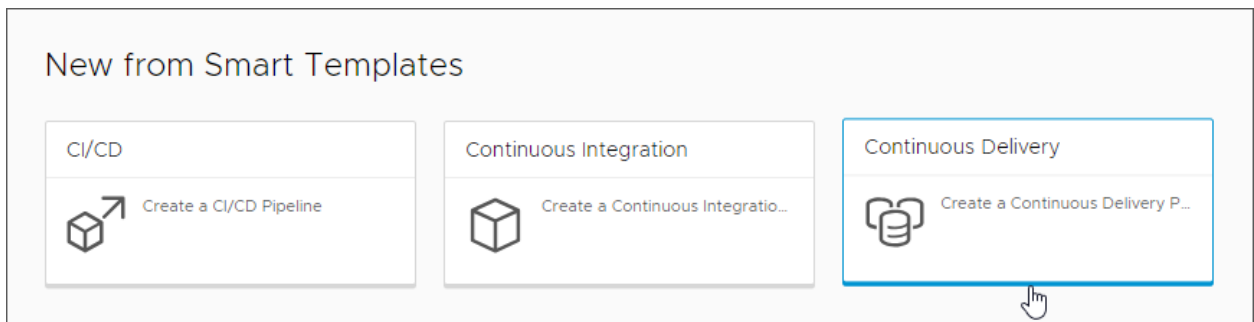 New from Smart Templates
CI/CD
Create a CI/CD Pipeline
Continuous Integration
Create a Continuous Integratio...
Continuous Delivery
Create a Continuous Delivery P...